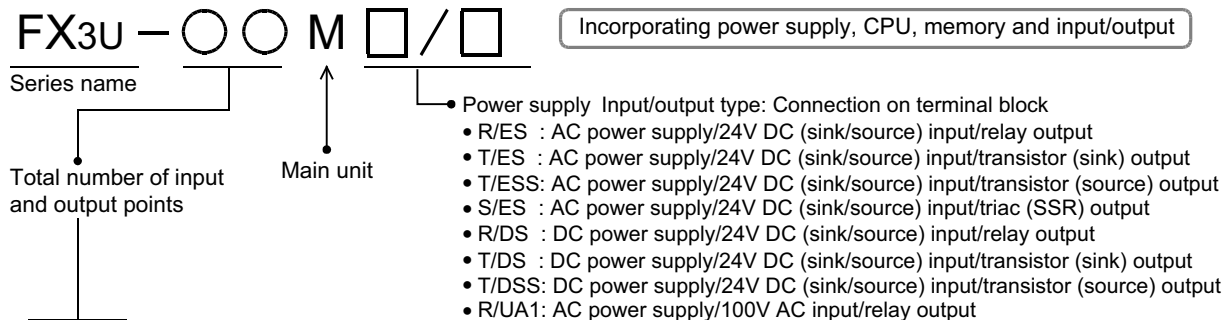 FX3U – ○○ M □/□
Incorporating power supply, CPU, memory and input/output
Series name
Total number of input
and output points
Main unit
Power supply Input/output type: Connection on terminal block
• R/ES : AC power supply/24V DC (sink/source) input/relay output
• T/ES : AC power supply/24V DC (sink/source) input/transistor (sink) output
• T/ESS: AC power supply/24V DC (sink/source) input/transistor (source) output
• S/ES : AC power supply/24V DC (sink/source) input/triac (SSR) output
• R/DS : DC power supply/24V DC (sink/source) input/relay output
• T/DS : DC power supply/24V DC (sink/source) input/transistor (sink) output
• T/DSS: DC power supply/24V DC (sink/source) input/transistor (source) output
• R/UA1: AC power supply/100V AC input/relay output